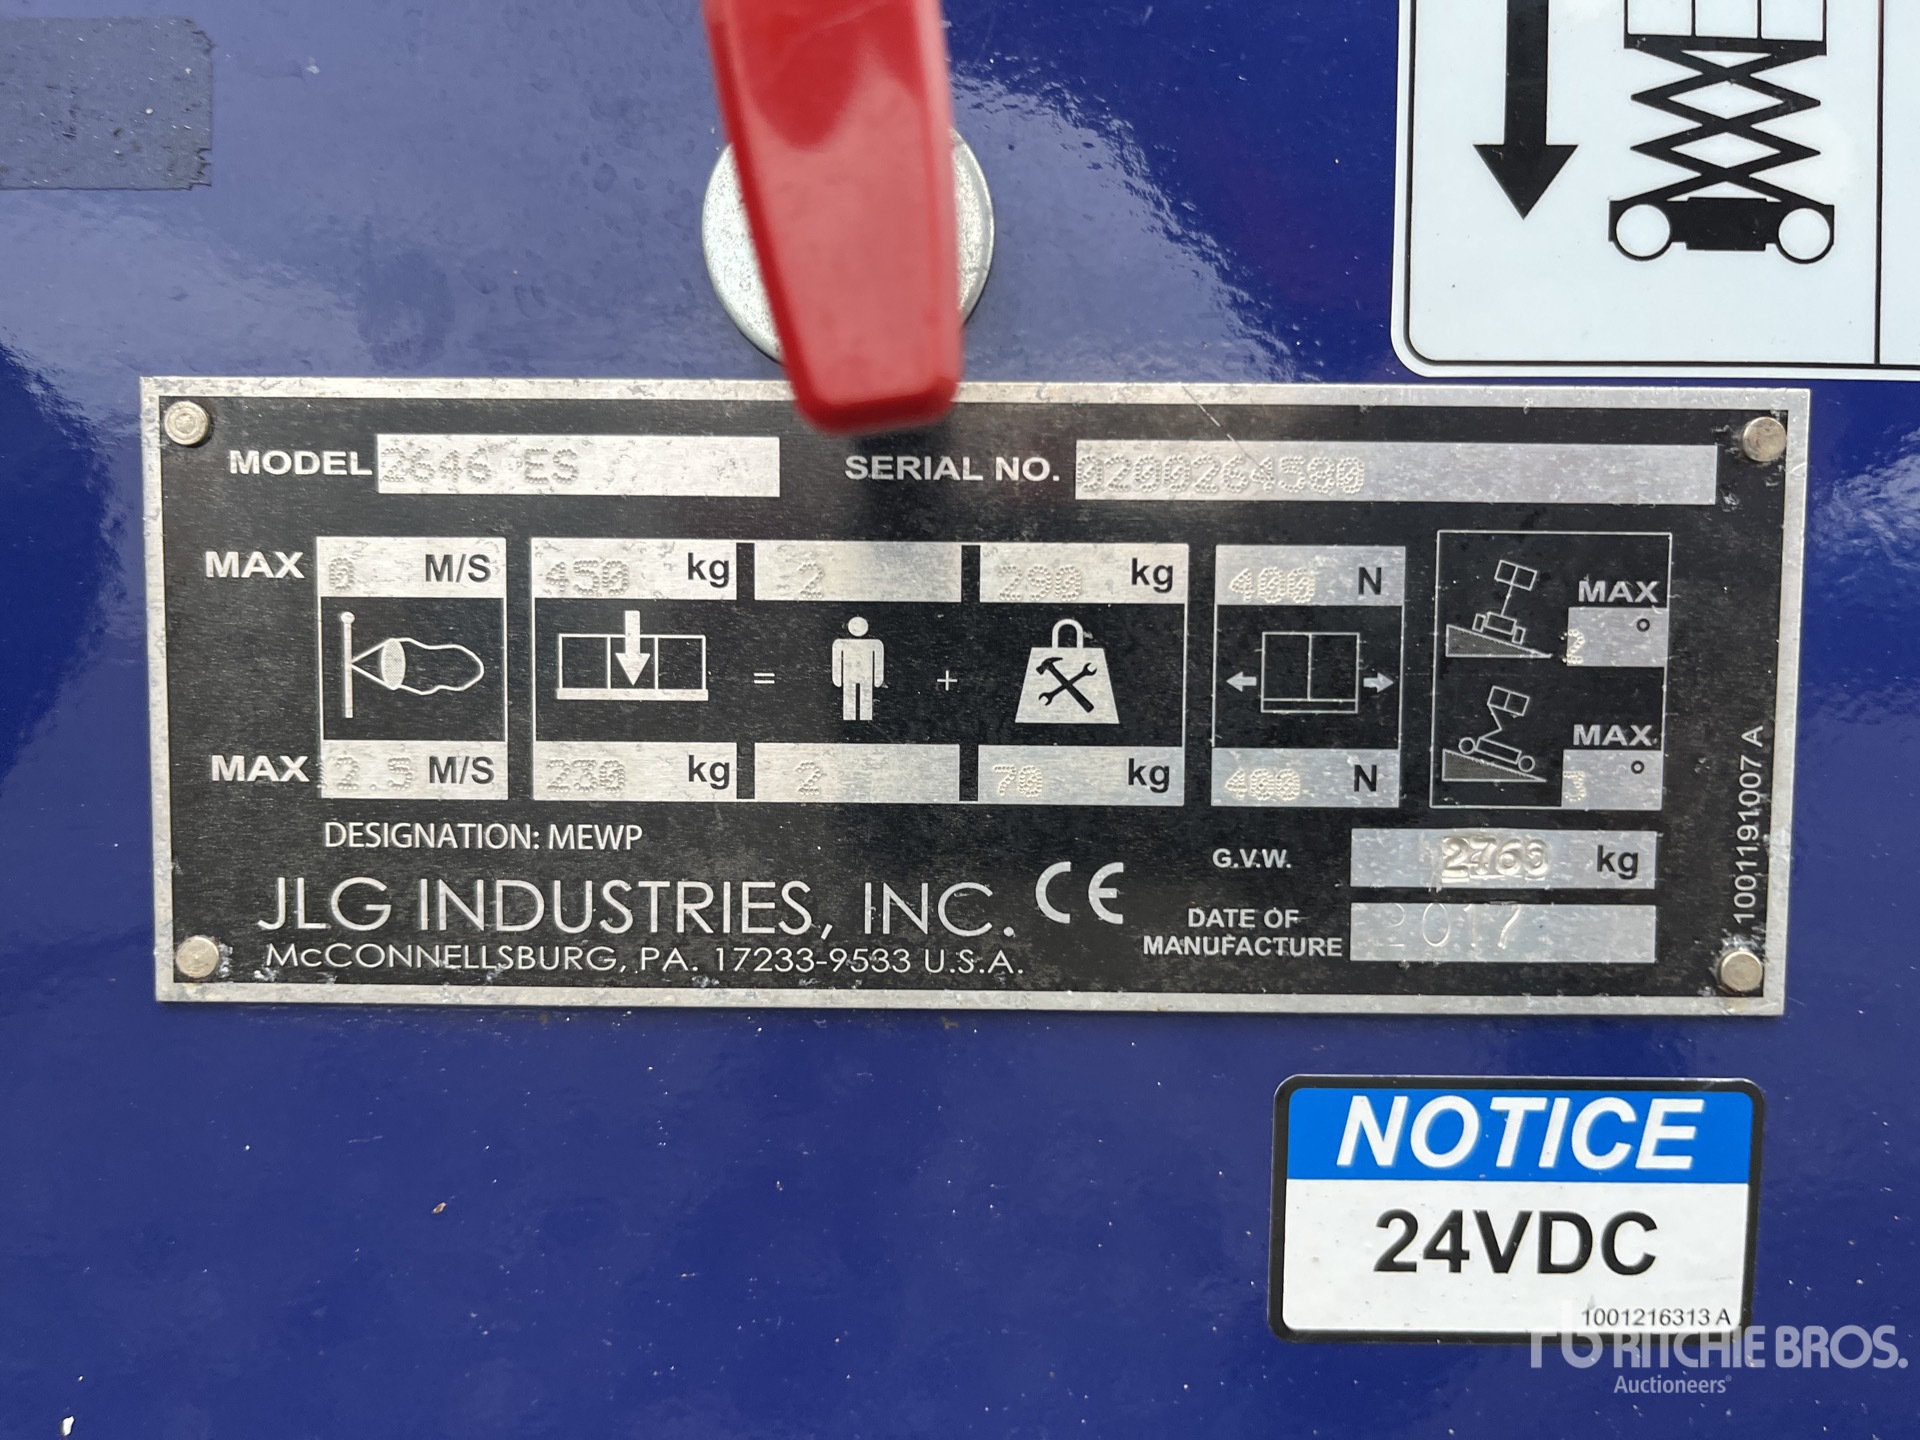 MODEL 2646 ES SERIAL NO. 0200264580
MAX 0 M/S 450 kg 2 290 kg 400 N
MAX °
= +
MAX °
MAX 2.5 M/S 230 kg 2 70 kg 400 N 3
DESIGNATION: MEWP
G.V.W. 2763 kg
JLG INDUSTRIES, INC. CE
DATE OF MANUFACTURE 2017
McCONNELLSBURG, PA. 17233-9533 U.S.A.
1001191007 A
NOTICE
24VDC
1001216313 A
rb RITCHIE BROS.
Auctioneers®